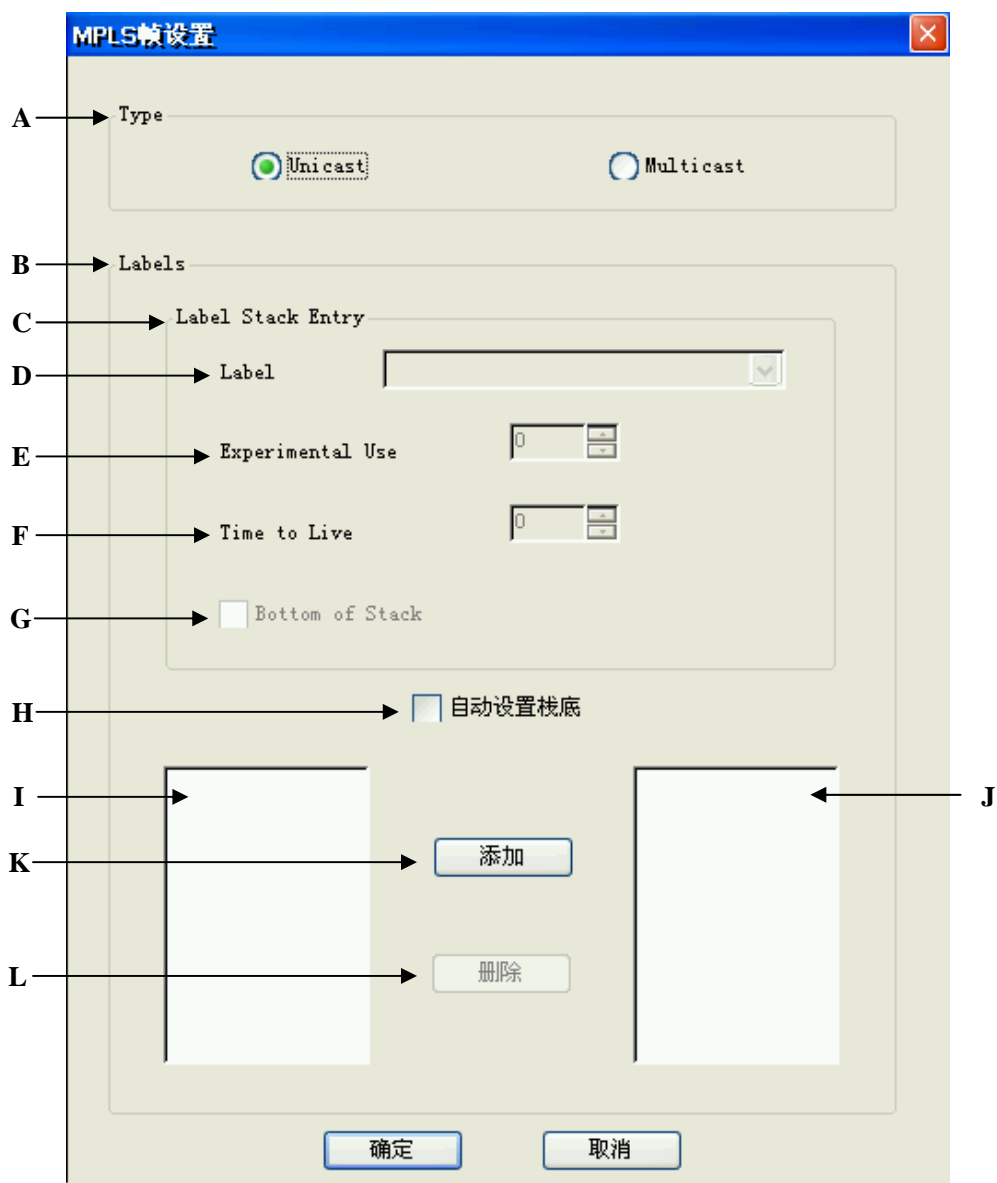 MPLS帧设置
A
Type
Unicast
Multicast
B
Labels
C
Label Stack Entry
D
Label
E
Experimental Use
0
F
Time to Live
0
G
Bottom of Stack
H
自动设置栈底
I
J
K
添加
L
删除
确定
取消